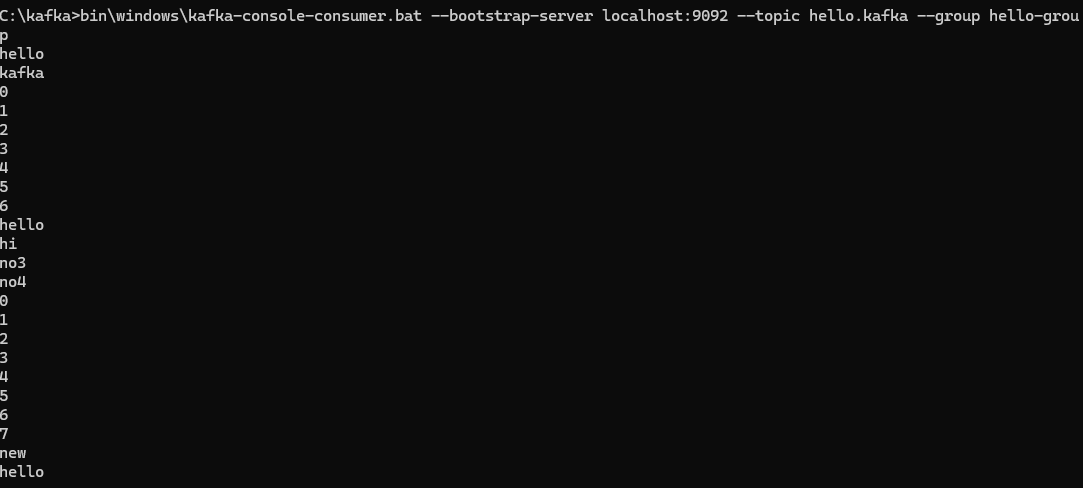 C:\kafka>bin\windows\kafka-console-consumer.bat --bootstrap-server localhost:9092 --topic hello.kafka --group hello-grou
p
hello
kafka
0
1
2
3
4
5
6
hello
hi
no3
no4
0
1
2
3
4
5
6
7
new
hello